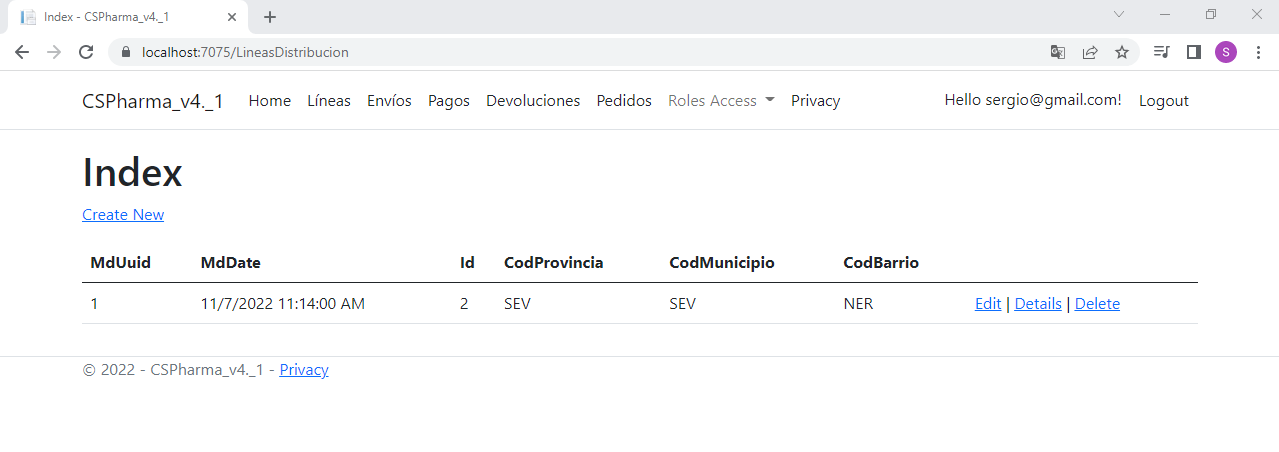 Index - CSPharma_v4._1
localhost:7075/LineasDistribucion
S
CSPharma_v4._1 Home Líneas Envíos Pagos Devoluciones Pedidos Roles Access Privacy Hello sergio@gmail.com! Logout
Index
Create New
MdUuid MdDate Id CodProvincia CodMunicipio CodBarrio
1 11/7/2022 11:14:00 AM 2 SEV SEV NER Edit | Details | Delete
© 2022 - CSPharma_v4._1 - Privacy